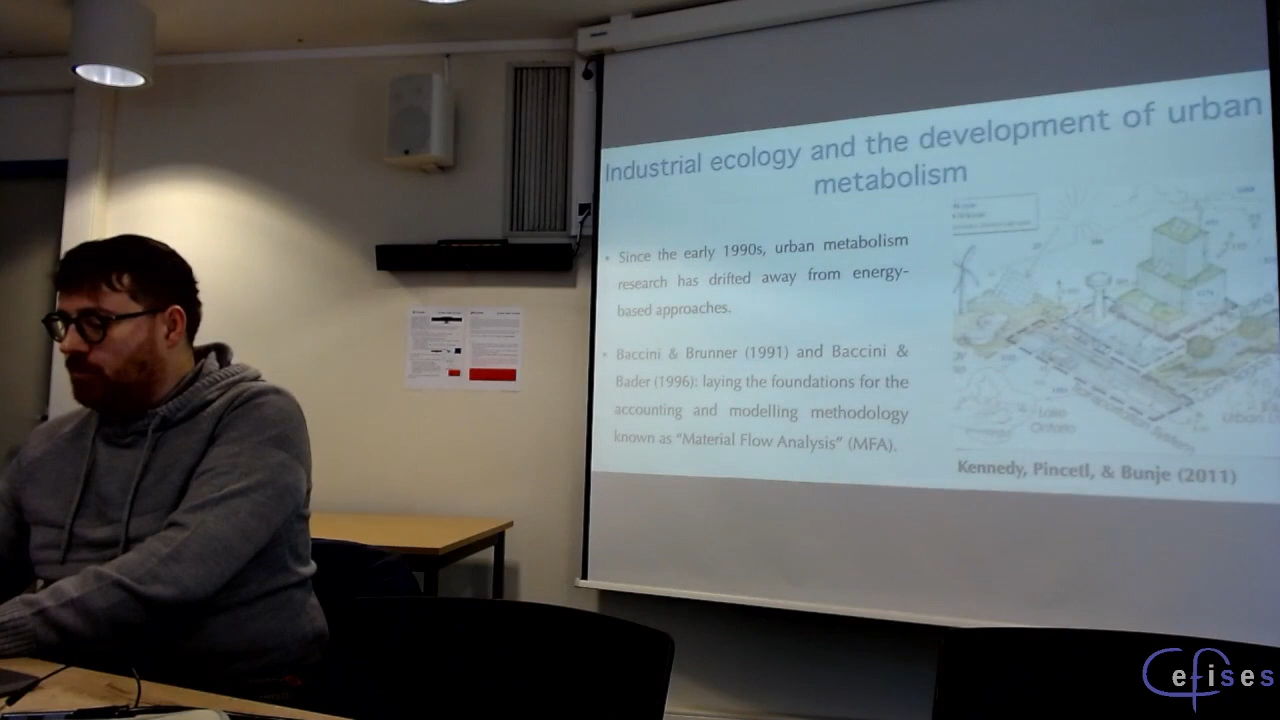 Industrial ecology and the development of urban
metabolism
• Since the early 1990s, urban metabolism
research has drifted away from energy-
based approaches.
• Baccini & Brunner (1991) and Baccini &
Bader (1996): laying the foundations for the
accounting and modelling methodology
known as “Material Flow Analysis” (MFA).
Lake
Ontario
Kennedy, Pincetl, & Bunje (2011)
Cefises